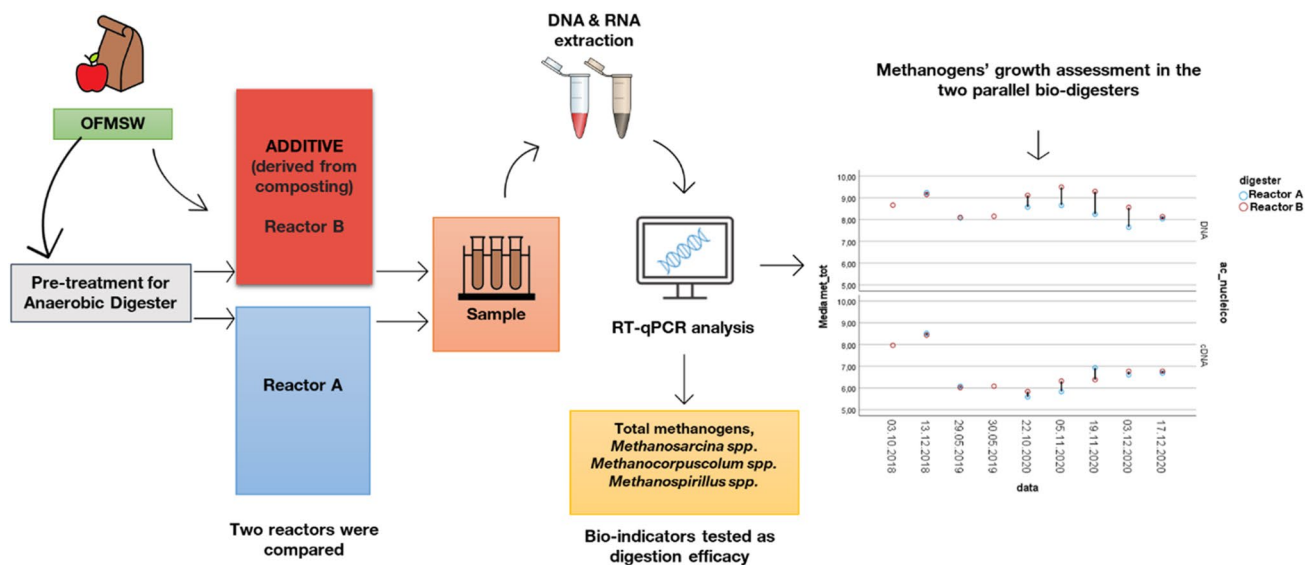 OFMSW
Pre-treatment for
Anaerobic Digester
ADDITIVE
(derived from
composting)
Reactor B
Reactor A
Two reactors were
compared
Sample
DNA & RNA
extraction
RT-qPCR analysis
Total methanogens,
Methanosarcina spp.
Methanocorpuscolum spp.
Methanospirillus spp.
Bio-indicators tested as
digestion efficacy
Methanogens' growth assessment in the
two parallel bio-digesters
digester
Reactor A
Reactor B
Media met_tot
10,00
9,00
8,00
7,00
6,00
5,00
DNA
10,00
9,00
8,00
7,00
6,00
5,00
cDNA
ac_nucleico
03.10.2018
13.12.2018
29.05.2019
30.05.2019
22.10.2020
05.11.2020
19.11.2020
03.12.2020
17.12.2020
data